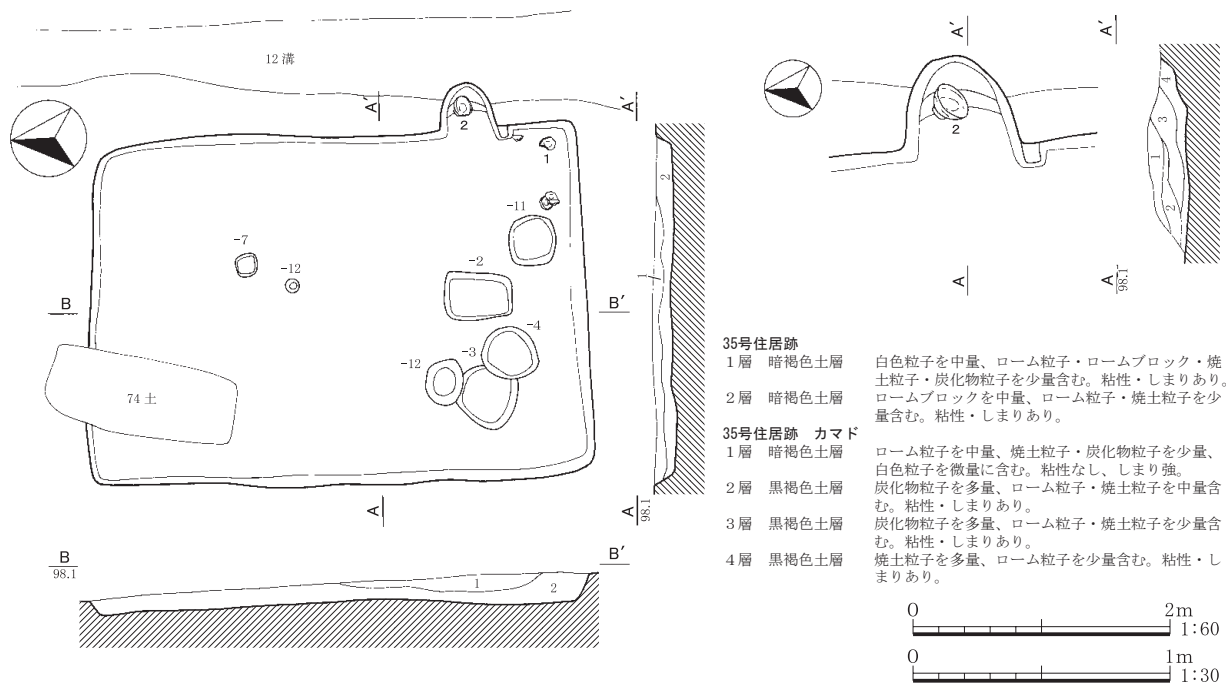 12溝
A′
A′
2
1
-11
-7
-2
-12
B
B′
-4
-3
-12
74土
A
A
98.1
2
1
B
98.1
B′
1
2
A′
A′
2
4
3
1
2
A
A
98.1
35号住居跡
1層 暗褐色土層 白色粒子を中量、ローム粒子・ロームブロック・焼
土粒子・炭化物粒子を少量含む。粘性・しまりあり。
2層 暗褐色土層 ロームブロックを中量、ローム粒子・焼土粒子を少
量含む。粘性・しまりあり。
35号住居跡 カマド
1層 暗褐色土層 ローム粒子を中量、焼土粒子・炭化物粒子を少量、
白色粒子を微量に含む。粘性なし、しまり強。
2層 黒褐色土層 炭化物粒子を多量、ローム粒子・焼土粒子を中量含
む。粘性・しまりあり。
3層 黒褐色土層 炭化物粒子を多量、ローム粒子・焼土粒子を少量含
む。粘性・しまりあり。
4層 黒褐色土層 焼土粒子を多量、ローム粒子を少量含む。粘性・し
まりあり。
0 2m
1:60
0 1m
1:30